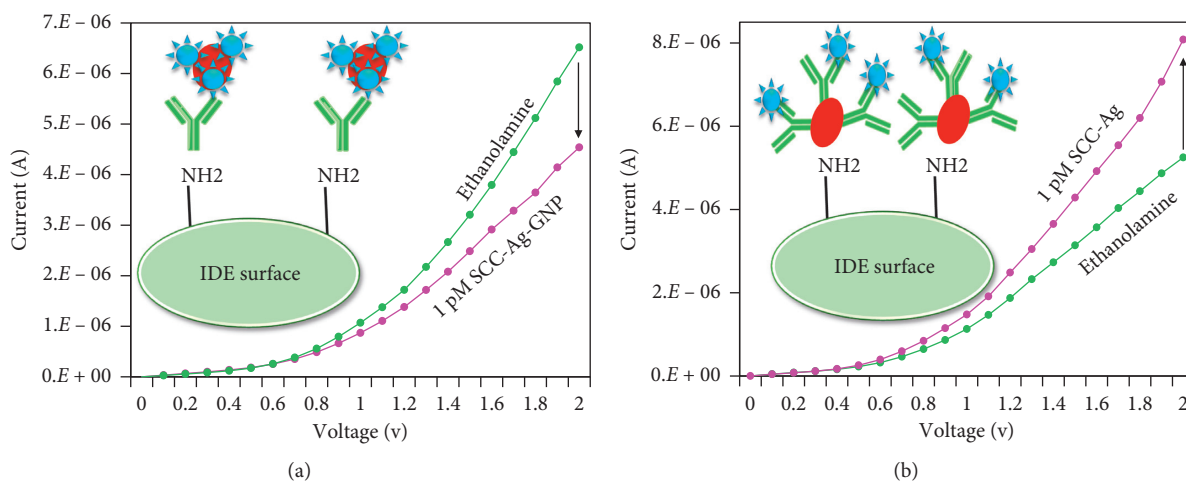 7.E – 06
6.E – 06
5.E – 06
4.E – 06
3.E – 06
2.E – 06
1.E – 06
0.E + 00
Current (A)
NH2
NH2
IDE surface
Ethanolamine
1 pM SCC-Ag-GNP
0 0.2 0.4 0.6 0.8 1 1.2 1.4 1.6 1.8 2
Voltage (v)
(a)
8.E – 06
6.E – 06
4.E – 06
2.E – 06
0.E + 00
Current (A)
NH2
NH2
IDE surface
1 pM SCC-Ag
Ethanolamine
0 0.2 0.4 0.6 0.8 1 1.2 1.4 1.6 1.8 2
Voltage (v)
(b)